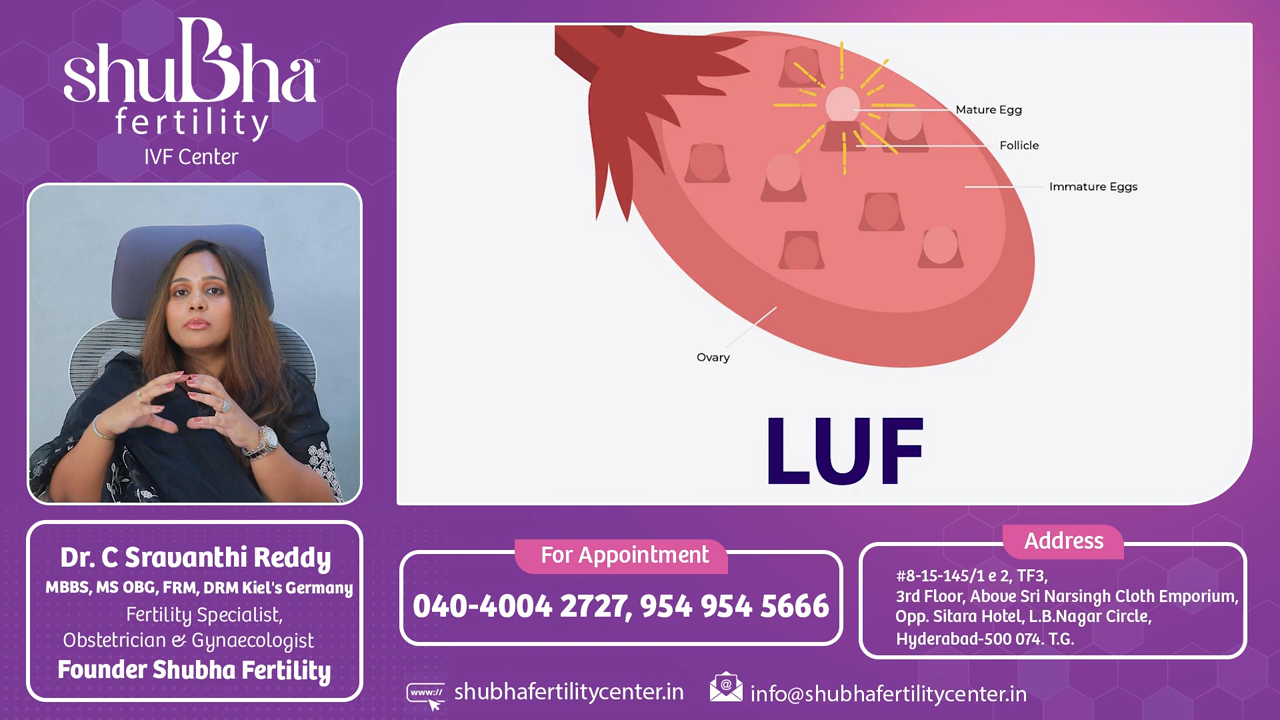 shuBha™
fertility
IVF Center
Mature Egg
Follicle
Immature Eggs
Ovary
LUF
Dr. C Sravanthi Reddy
MBBS, MS OBG, FRM, DRM Kiel's Germany
Fertility Specialist,
Obstetrician & Gynaecologist
Founder Shubha Fertility
For Appointment
040-4004 2727, 954 954 5666
Address
#8-15-145/1 e 2, TF3,
3rd Floor, Above Sri Narsingh Cloth Emporium,
Opp. Sitara Hotel, L.B.Nagar Circle,
Hyderabad-500 074. T.G.
www:// shubhafertilitycenter.in
@ info@shubhafertilitycenter.in